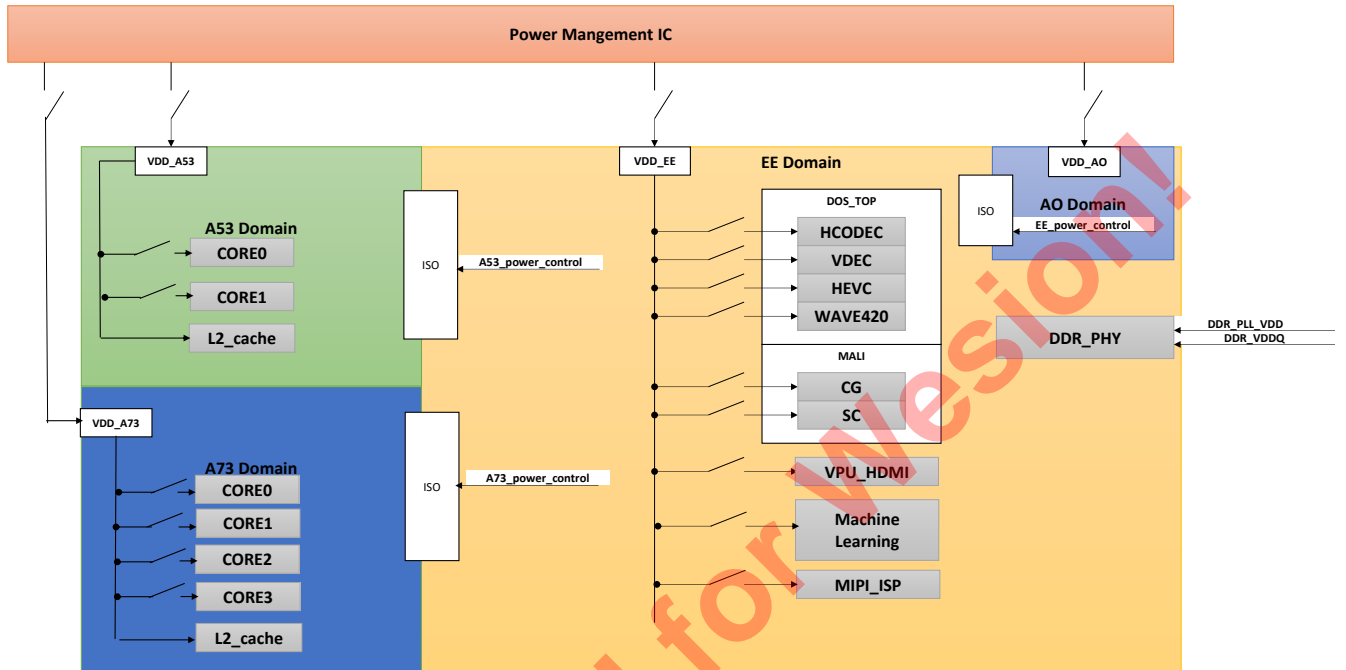 Power Mangement IC
VDD_A53
VDD_EE
EE Domain
VDD_AO
DOS_TOP
ISO
AO Domain
EE_power_control
A53 Domain
CORE0
CORE1
L2_cache
ISO
A53_power_control
HCODEC
VDEC
HEVC
WAVE420
DDR_PHY
DDR_PLL_VDD
DDR_VDDQ
MALI
CG
SC
VDD_A73
A73 Domain
CORE0
CORE1
CORE2
CORE3
L2_cache
ISO
A73_power_control
VPU_HDMI
Machine
Learning
MIPI_ISP
for Wesion!